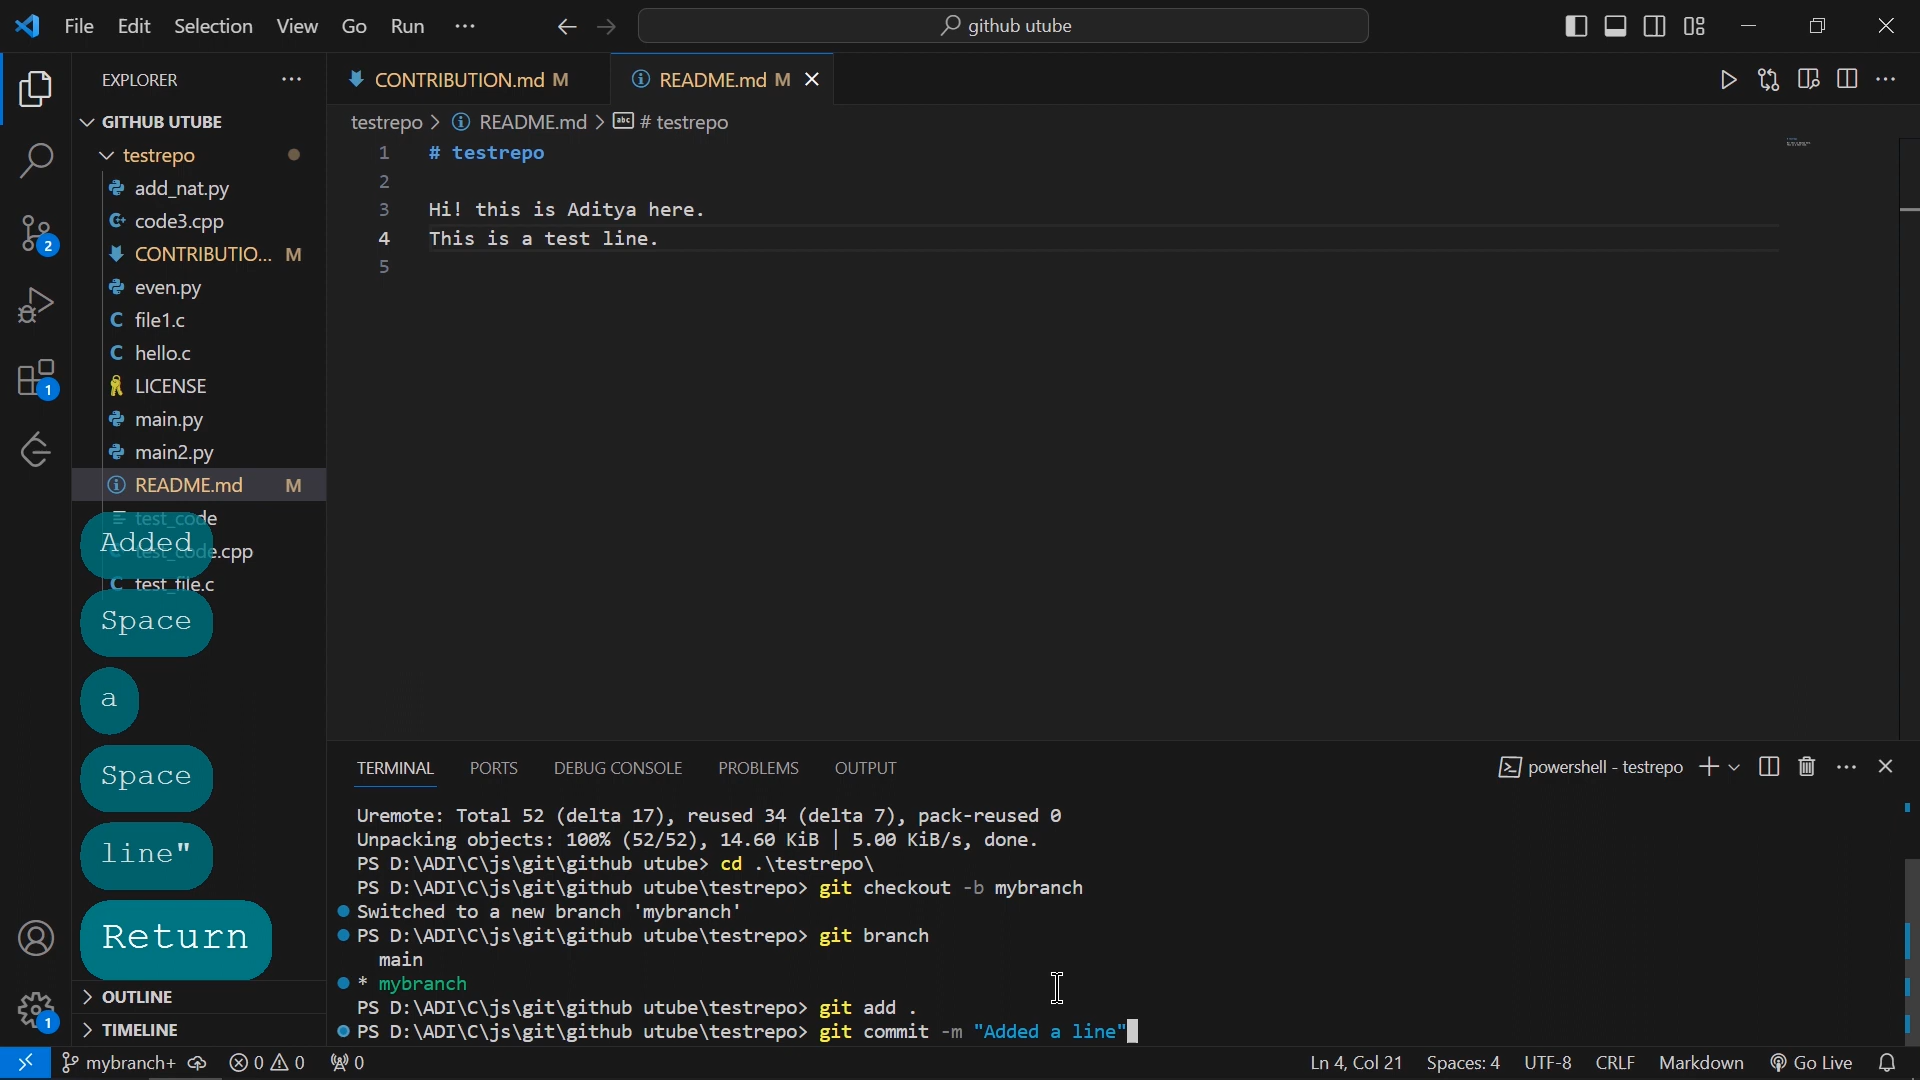 File Edit Selection View Go Run ··· github utube
EXPLORER ···
GITHUB UTUBE
testrepo
add_nat.py
code3.cpp
CONTRIBUTIO... M
even.py
file1.c
hello.c
LICENSE
main.py
main2.py
README.md M
test_code
test_code.cpp
test_file.c
OUTLINE
TIMELINE
2
1
1
Added
Space
a
Space
line"
Return
CONTRIBUTION.md M README.md M
testrepo > README.md > # testrepo
1 # testrepo
2
3 Hi! this is Aditya here.
4 This is a test line.
5
TERMINAL PORTS DEBUG CONSOLE PROBLEMS OUTPUT powershell - testrepo
Uremote: Total 52 (delta 17), reused 34 (delta 7), pack-reused 0
Unpacking objects: 100% (52/52), 14.60 KiB | 5.00 KiB/s, done.
PS D:\ADI\C\js\git\github utube> cd .\testrepo\
PS D:\ADI\C\js\git\github utube\testrepo> git checkout -b mybranch
Switched to a new branch 'mybranch'
PS D:\ADI\C\js\git\github utube\testrepo> git branch
main
* mybranch
PS D:\ADI\C\js\git\github utube\testrepo> git add .
PS D:\ADI\C\js\git\github utube\testrepo> git commit -m "Added a line"
mybranch+ 0 0 0 Ln 4, Col 21 Spaces: 4 UTF-8 CRLF Markdown Go Live